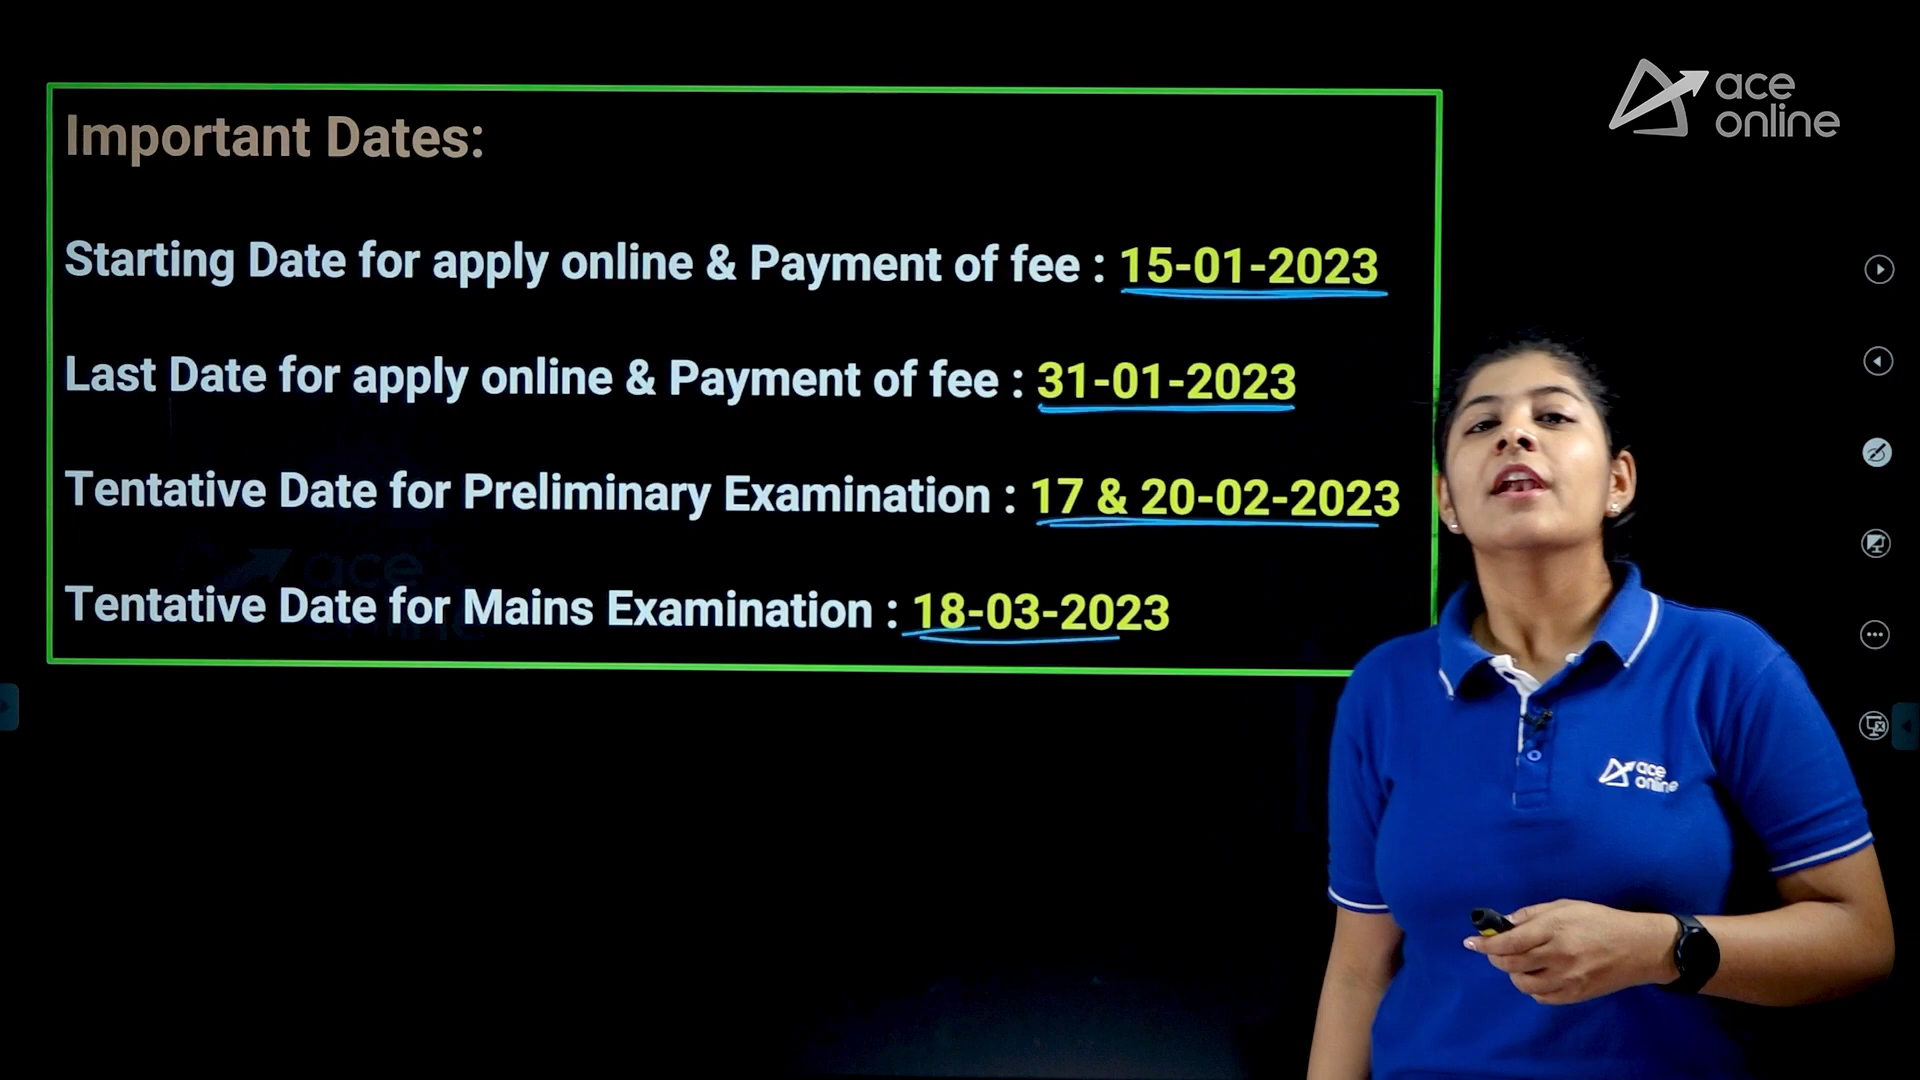 ace
online
Important Dates:
Starting Date for apply online & Payment of fee : 15-01-2023
Last Date for apply online & Payment of fee : 31-01-2023
Tentative Date for Preliminary Examination : 17 & 20-02-2023
ace
Tentative Date for Mains Examination : 18-03-2023
ace
online